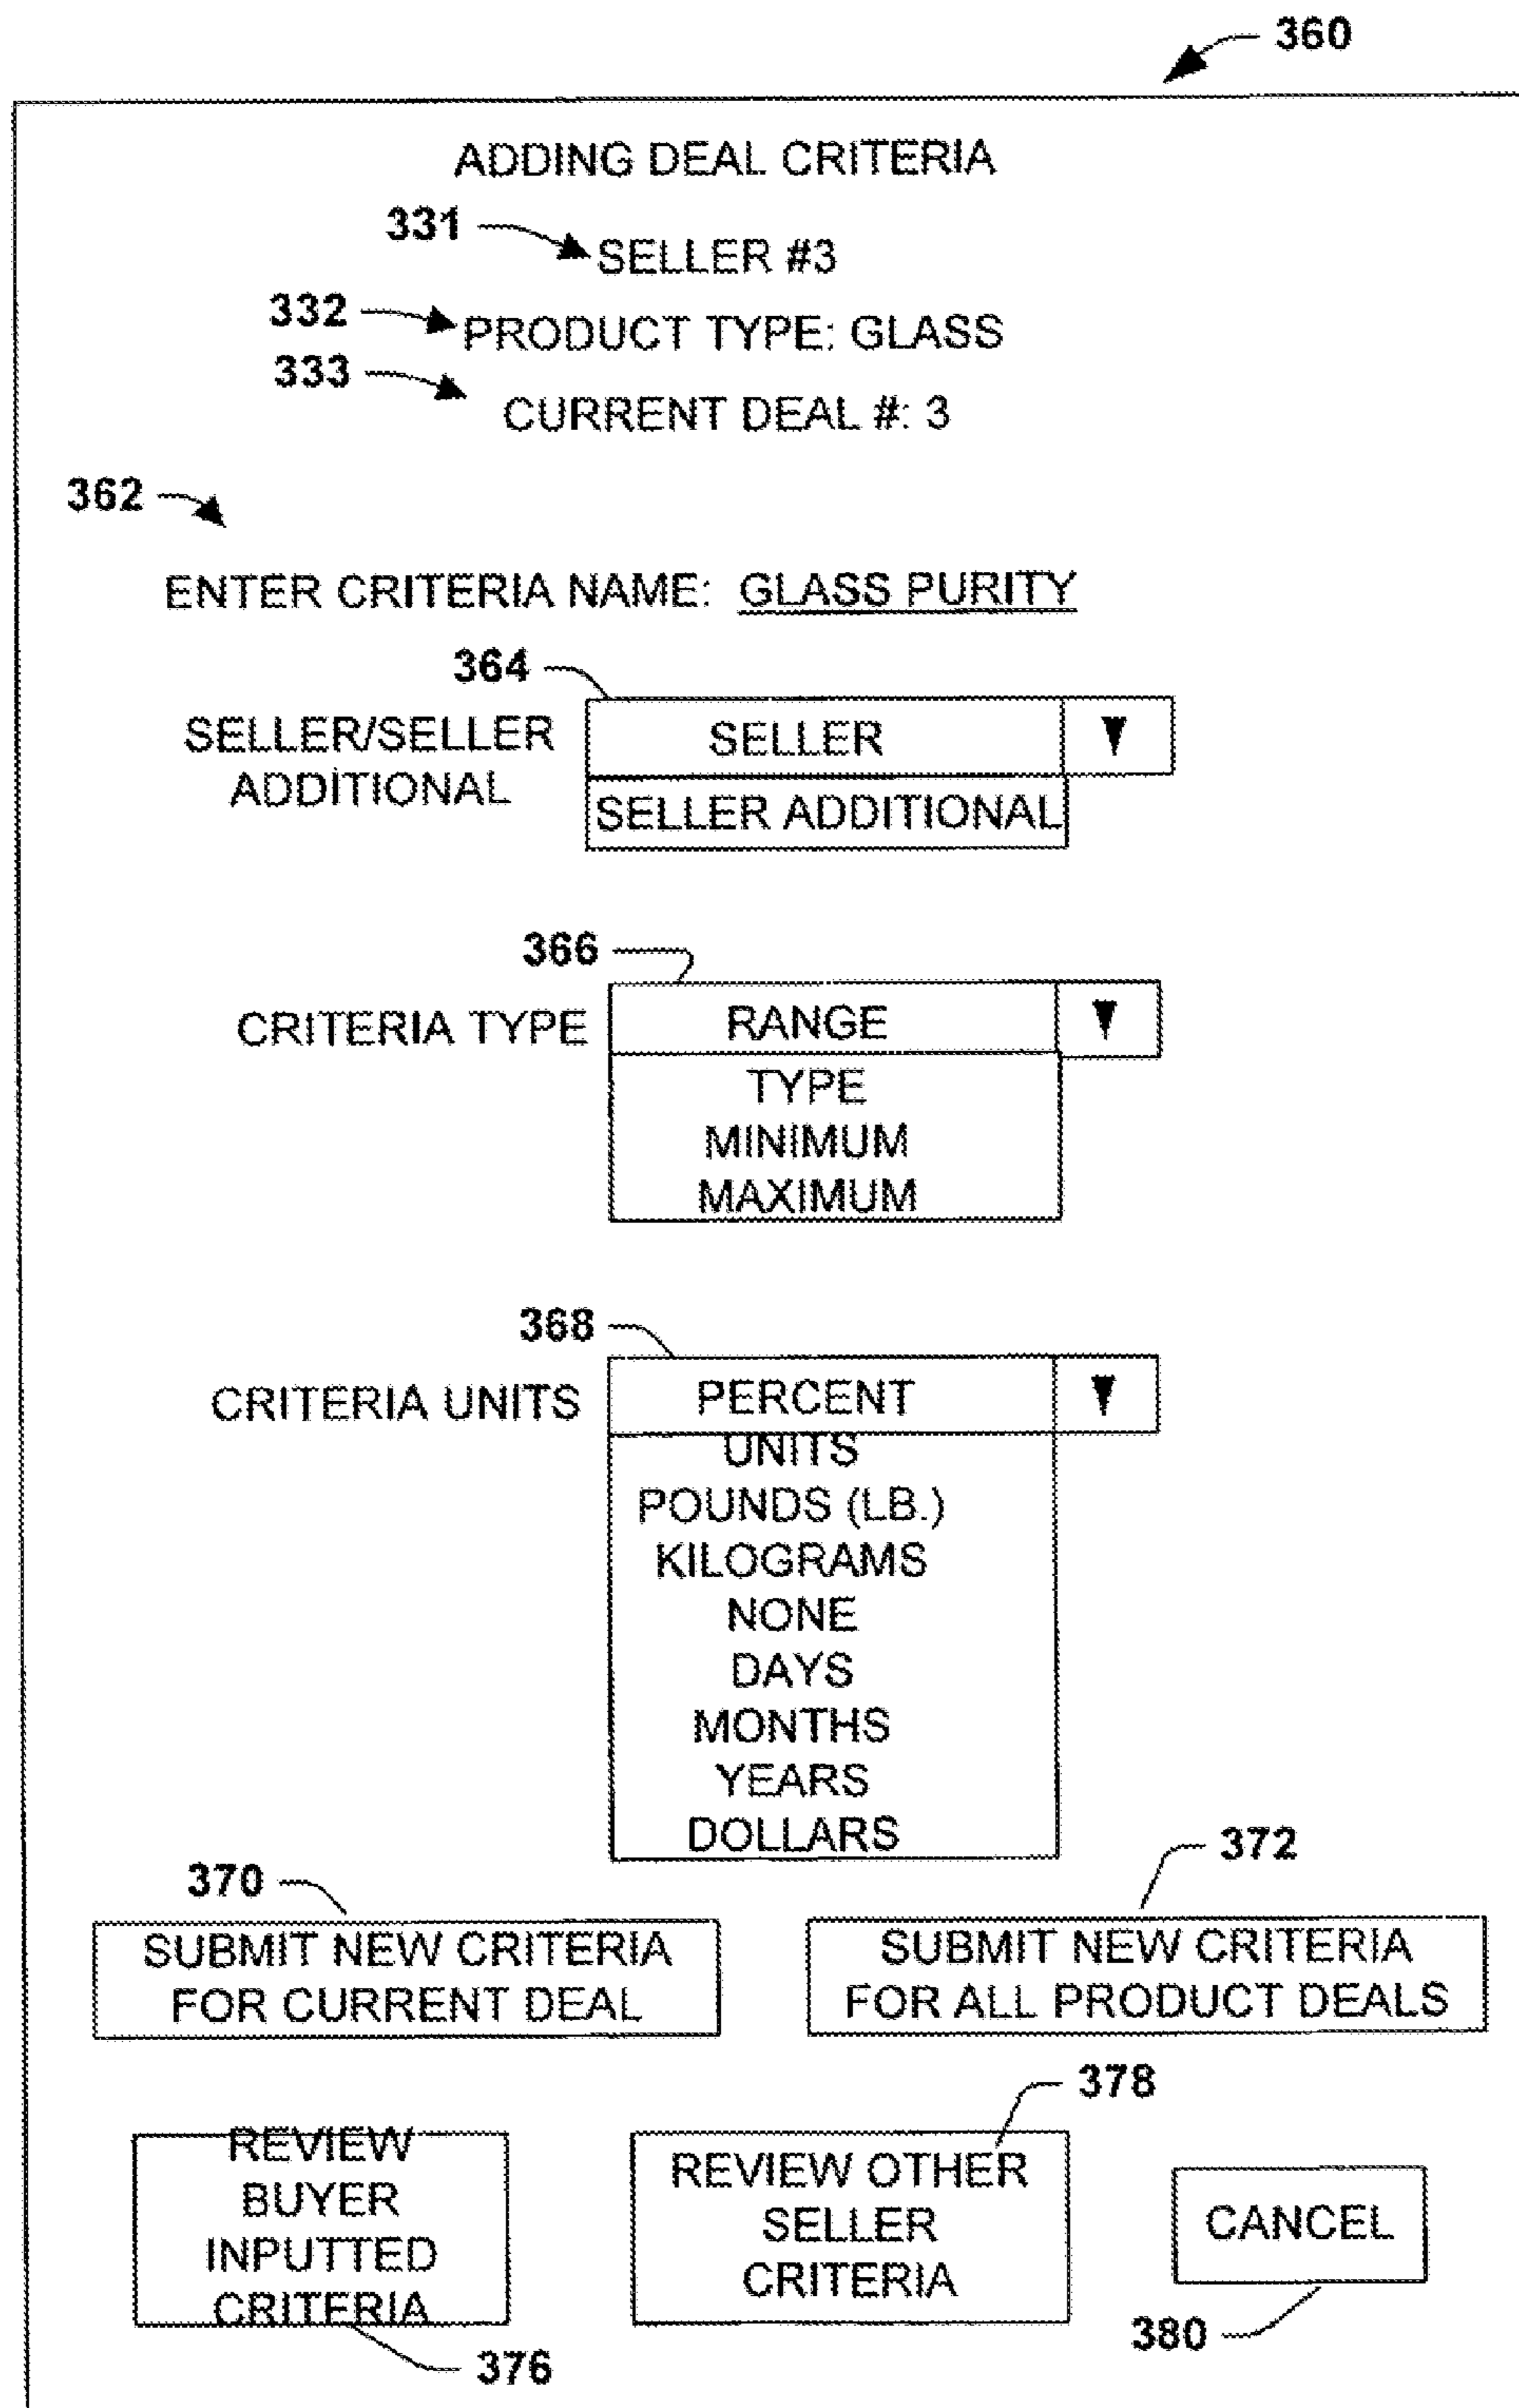 360
ADDING DEAL CRITERIA
331
SELLER #3
332
PRODUCT TYPE: GLASS
333
CURRENT DEAL #: 3
362
ENTER CRITERIA NAME: GLASS PURITY
364
SELLER/SELLER
ADDITIONAL
SELLER
SELLER ADDITIONAL
366
CRITERIA TYPE
RANGE
TYPE
MINIMUM
MAXIMUM
368
CRITERIA UNITS
PERCENT
UNITS
POUNDS (LB.)
KILOGRAMS
NONE
DAYS
MONTHS
YEARS
DOLLARS
370
372
SUBMIT NEW CRITERIA
FOR CURRENT DEAL
SUBMIT NEW CRITERIA
FOR ALL PRODUCT DEALS
378
REVIEW
BUYER
INPUTTED
CRITERIA
REVIEW OTHER
SELLER
CRITERIA
CANCEL
380
376